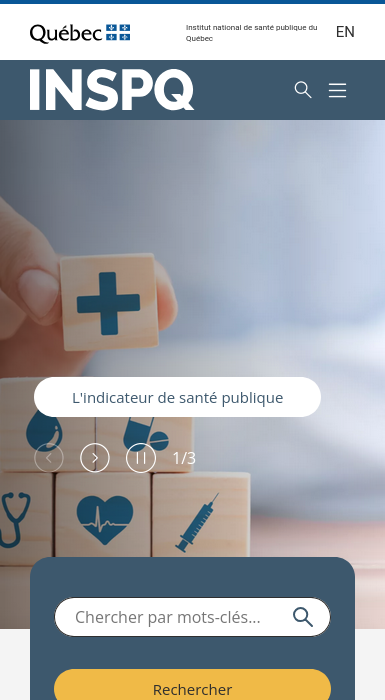 Québec
Institut national de santé publique du
Québec
EN
INSPQ
L'indicateur de santé publique
1/3
Chercher par mots-clés...
Rechercher